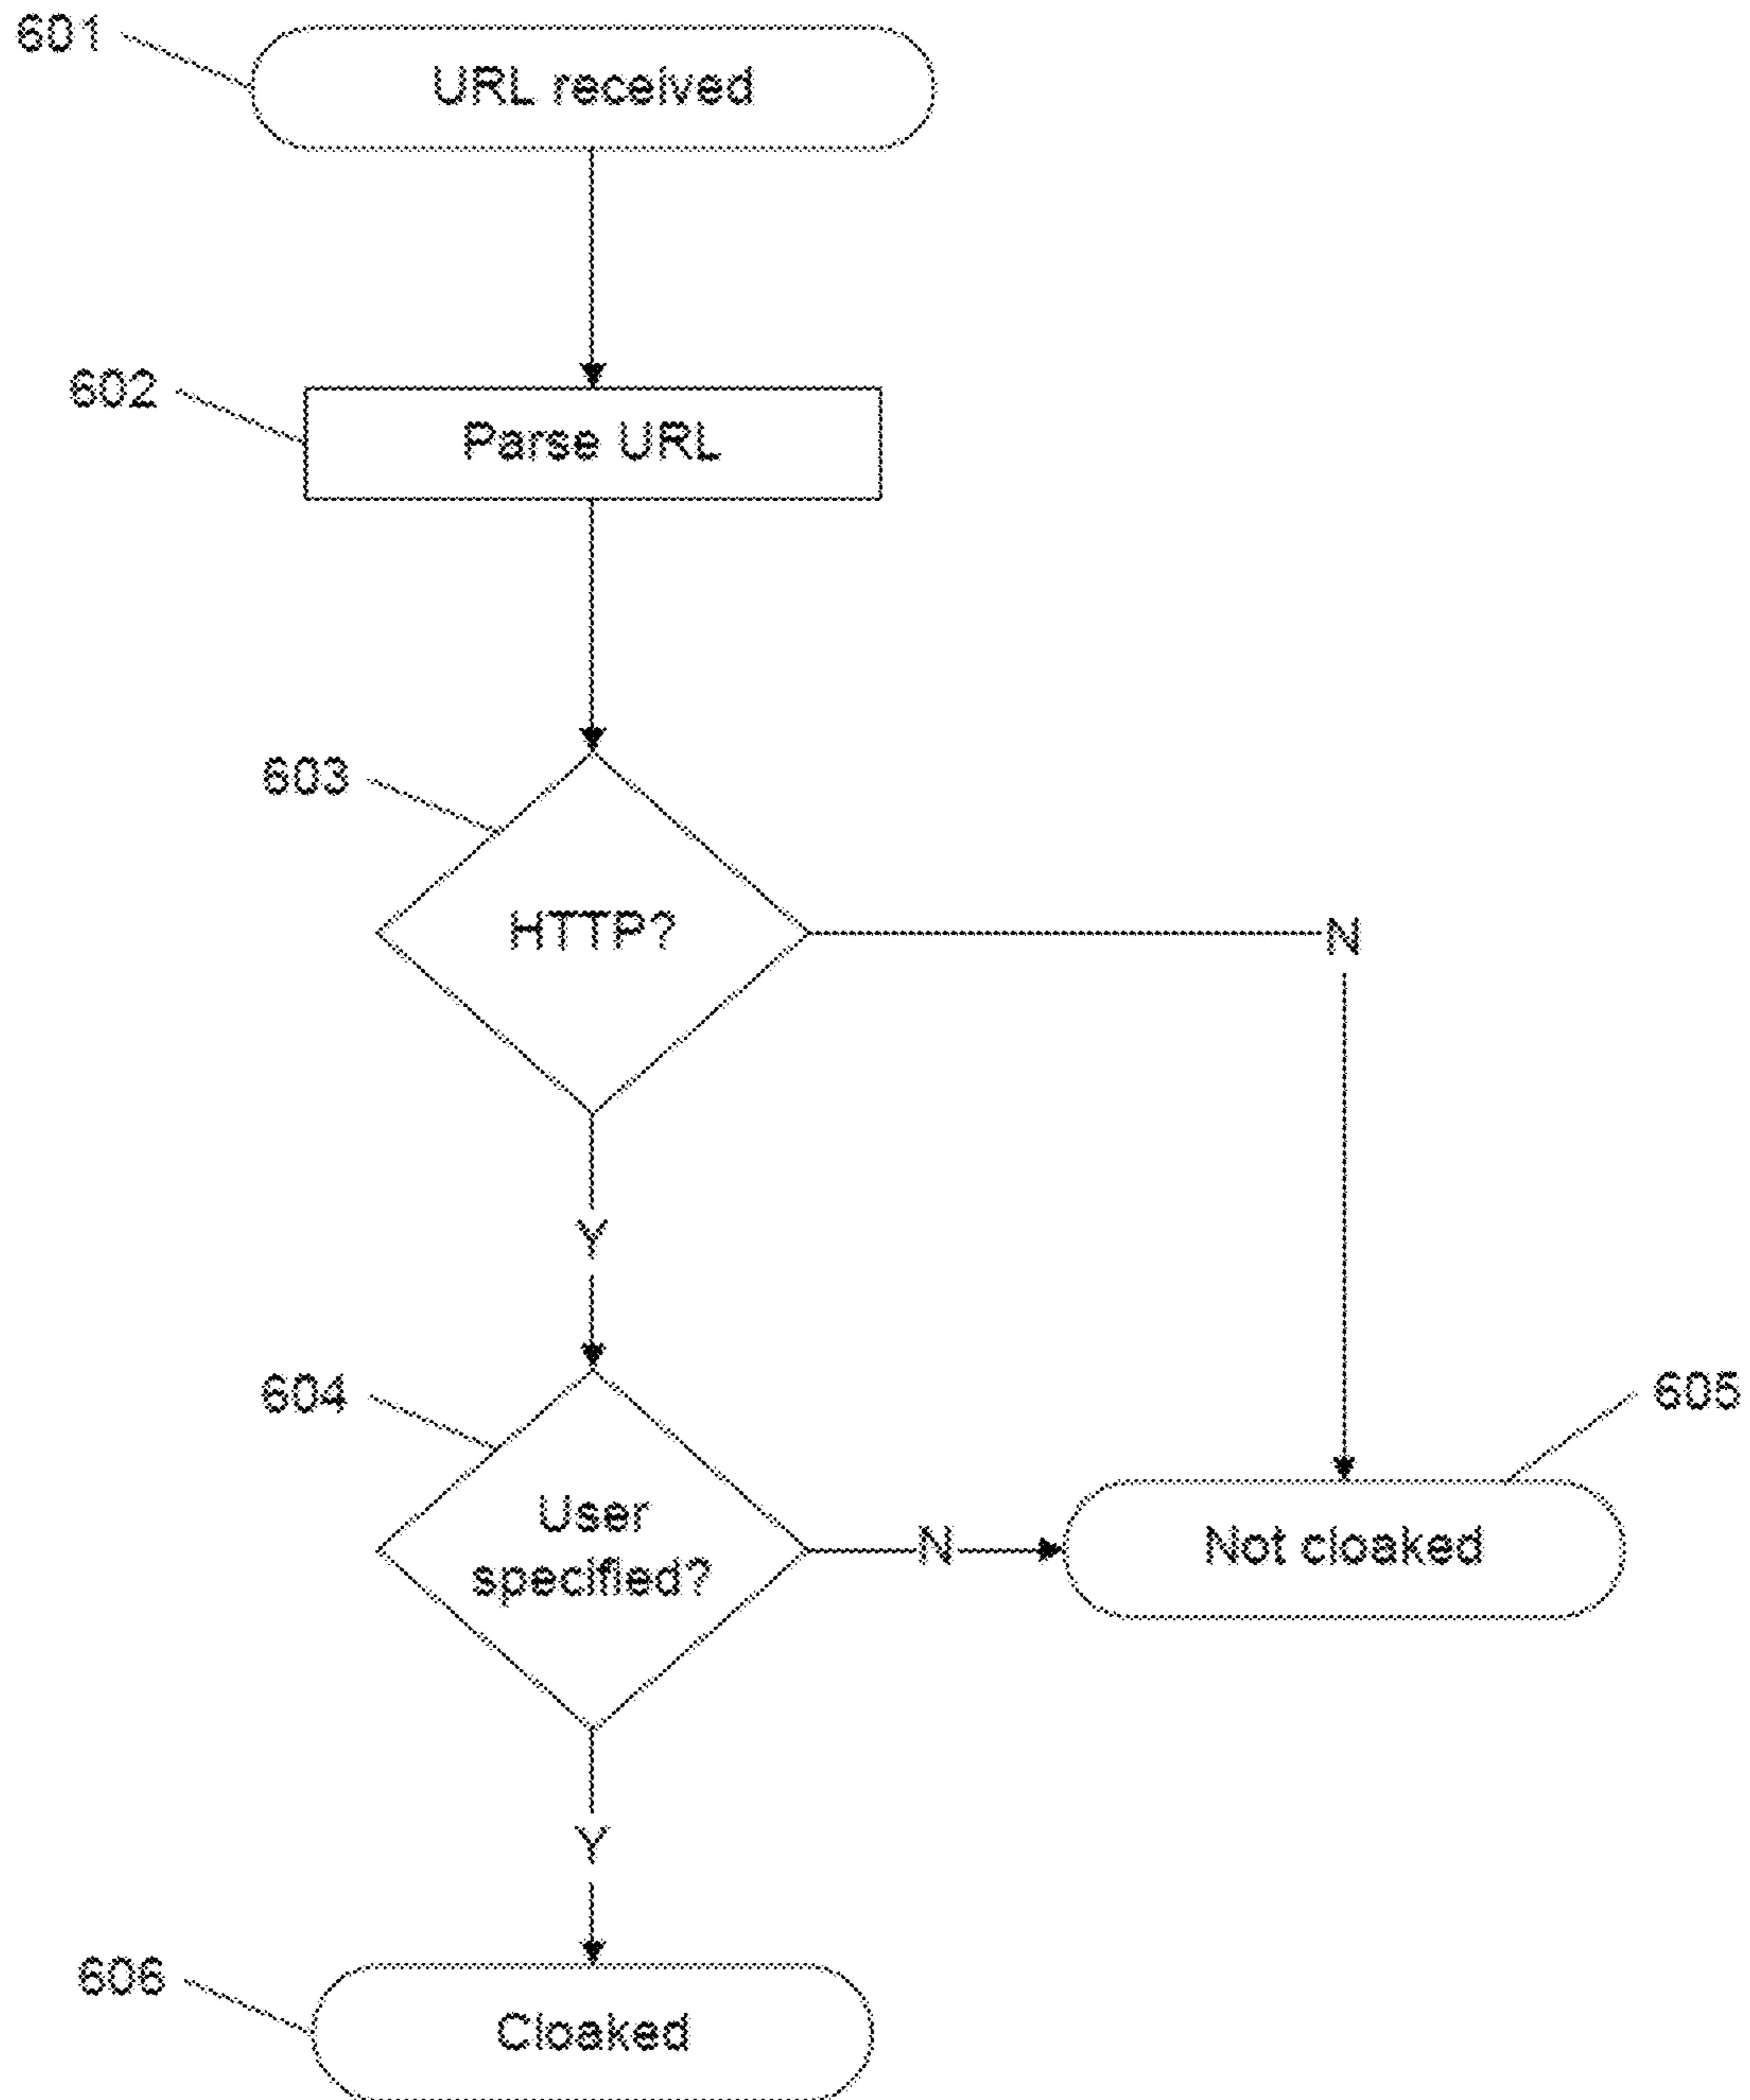 601
URL received
602
Parse URL
603
HTTP?
N
Y
604
605
User
specified?
N
Not cloaked
Y
606
Cloaked